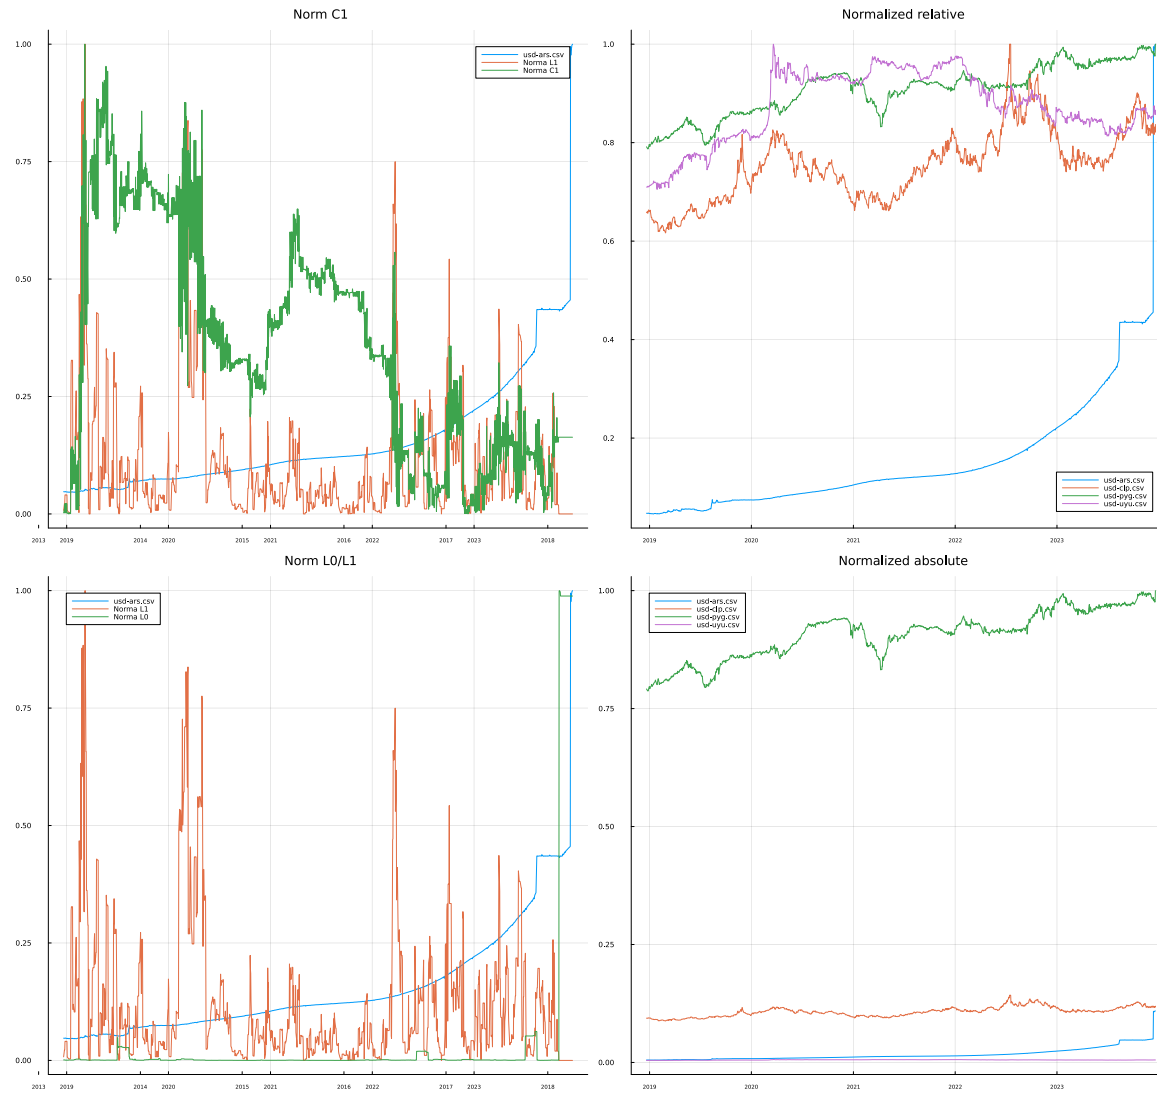 Norm C1
1.00
0.75
0.50
0.25
0.00
usd-ars.csv
Norma L1
Norma C1
2013 2019 2014 2020 2015 2021 2016 2022 2017 2023 2018
Normalized relative
1.0
0.8
0.6
0.4
0.2
usd-ars.csv
usd-clp.csv
usd-pyg.csv
usd-uyu.csv
2019 2020 2021 2022 2023
Norm L0/L1
1.00
0.75
0.50
0.25
0.00
usd-ars.csv
Norma L1
Norma L0
2013 2019 2014 2020 2015 2021 2016 2022 2017 2023 2018
Normalized absolute
1.00
0.75
0.50
0.25
0.00
usd-ars.csv
usd-clp.csv
usd-pyg.csv
usd-uyu.csv
2019 2020 2021 2022 2023